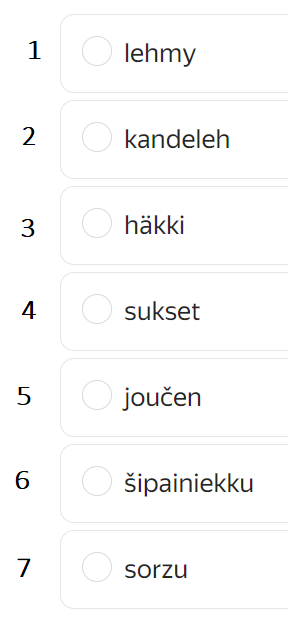 1 lehmy
2 kandeleh
3 häkki
4 sukset
5 joučen
6 šipainiekku
7 sorzu